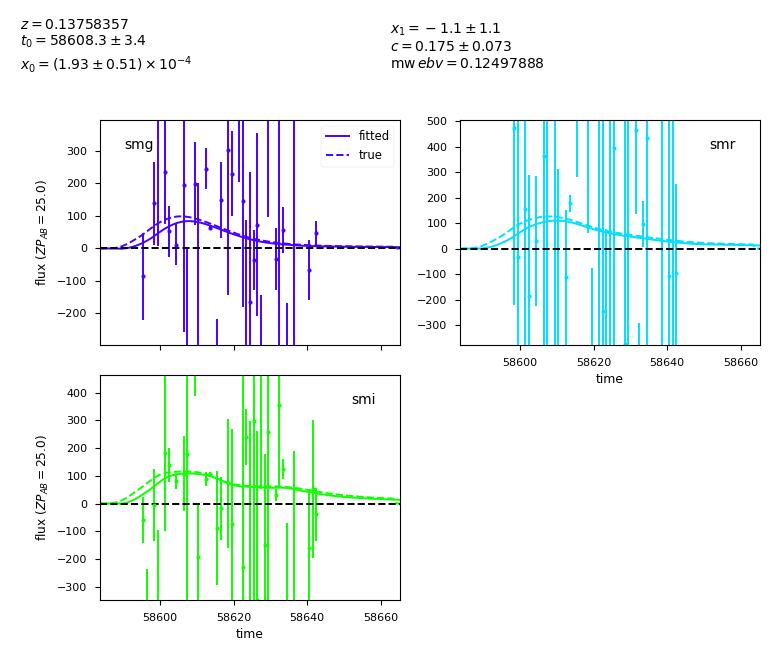 z = 0.13758357
t₀ = 58608.3 ± 3.4
x₀ = (1.93 ± 0.51) × 10⁻⁴
x₁ = −1.1 ± 1.1
c = 0.175 ± 0.073
mw ebv = 0.12497888
smg
fitted
true
300
200
100
0
−100
−200
flux (ZP_AB = 25.0)
smr
500
400
300
200
100
0
−100
−200
−300
58600
58620
58640
58660
time
smi
400
300
200
100
0
−100
−200
−300
flux (ZP_AB = 25.0)
58600
58620
58640
58660
time